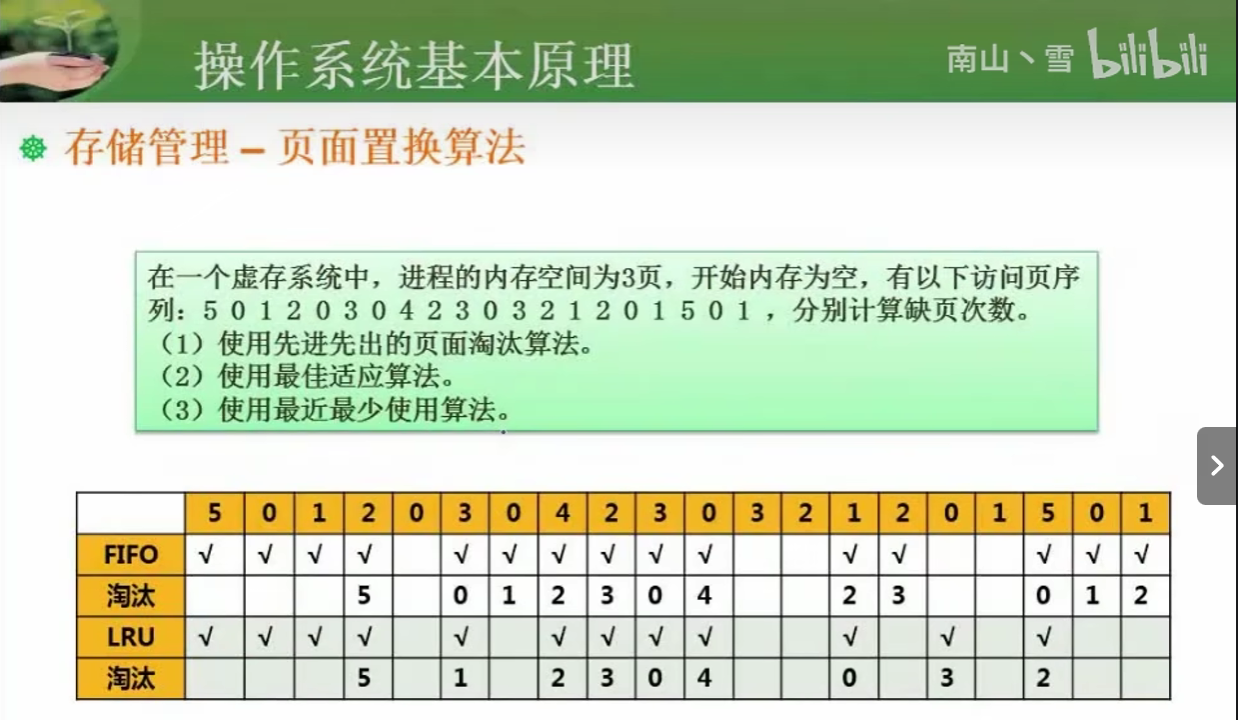 操作系统基本原理
南山丶雪 bilibili
存储管理 – 页面置换算法
在一个虚存系统中，进程的内存空间为3页，开始内存为空，有以下访问页序
列：5 0 1 2 0 3 0 4 2 3 0 3 2 1 2 0 1 5 0 1 ，分别计算缺页次数。
（1）使用先进先出的页面淘汰算法。
（2）使用最佳适应算法。
（3）使用最近最少使用算法。
5 0 1 2 0 3 0 4 2 3 0 3 2 1 2 0 1 5 0 1
FIFO √ √ √ √ √ √ √ √ √ √ √ √ √ √ √
淘汰 5 0 1 2 3 0 4 2 3 0 1 2
LRU √ √ √ √ √ √ √ √ √ √ √ √
淘汰 5 1 2 3 0 4 0 3 2